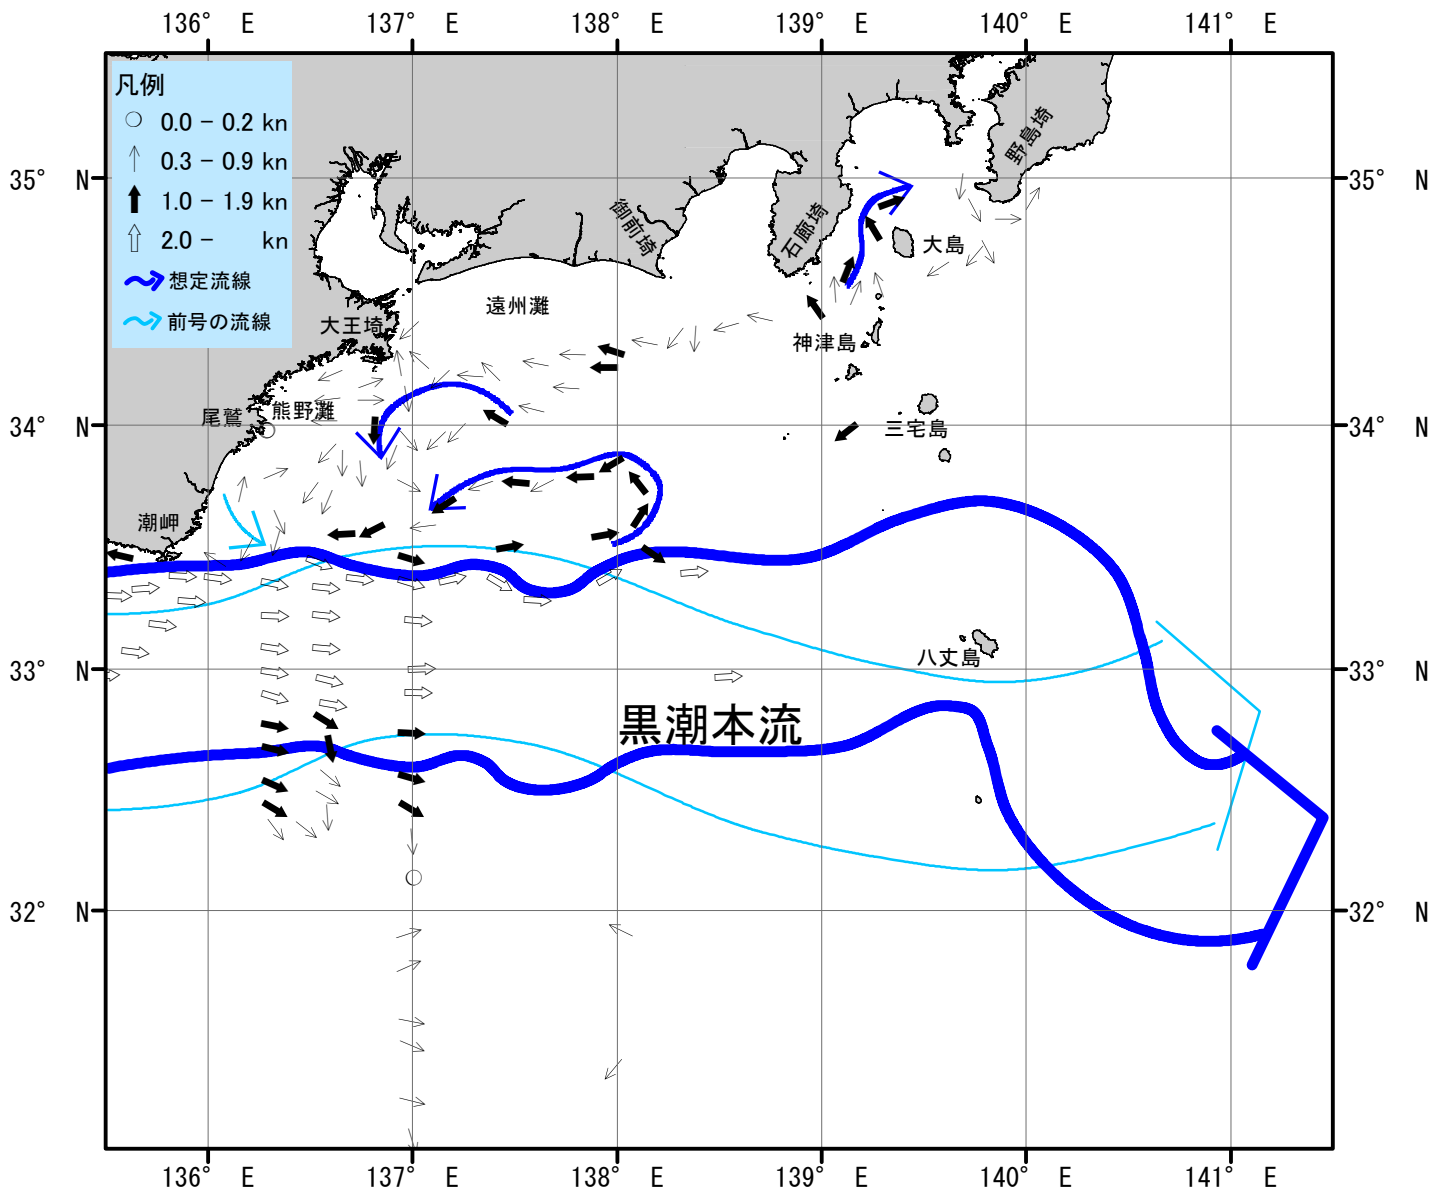 136° E 137° E 138° E 139° E 140° E 141° E
凡例
0.0 - 0.2 kn
0.3 - 0.9 kn
1.0 - 1.9 kn
2.0 - kn
想定流線
前号の流線
野島埼
35° N 35° N
御前埼
石廊埼
大島
遠州灘
大王埼
神津島
熊野灘
尾鷲
34° N 34° N
三宅島
潮岬
八丈島
33° N 33° N
黒潮本流
32° N 32° N
136° E 137° E 138° E 139° E 140° E 141° E